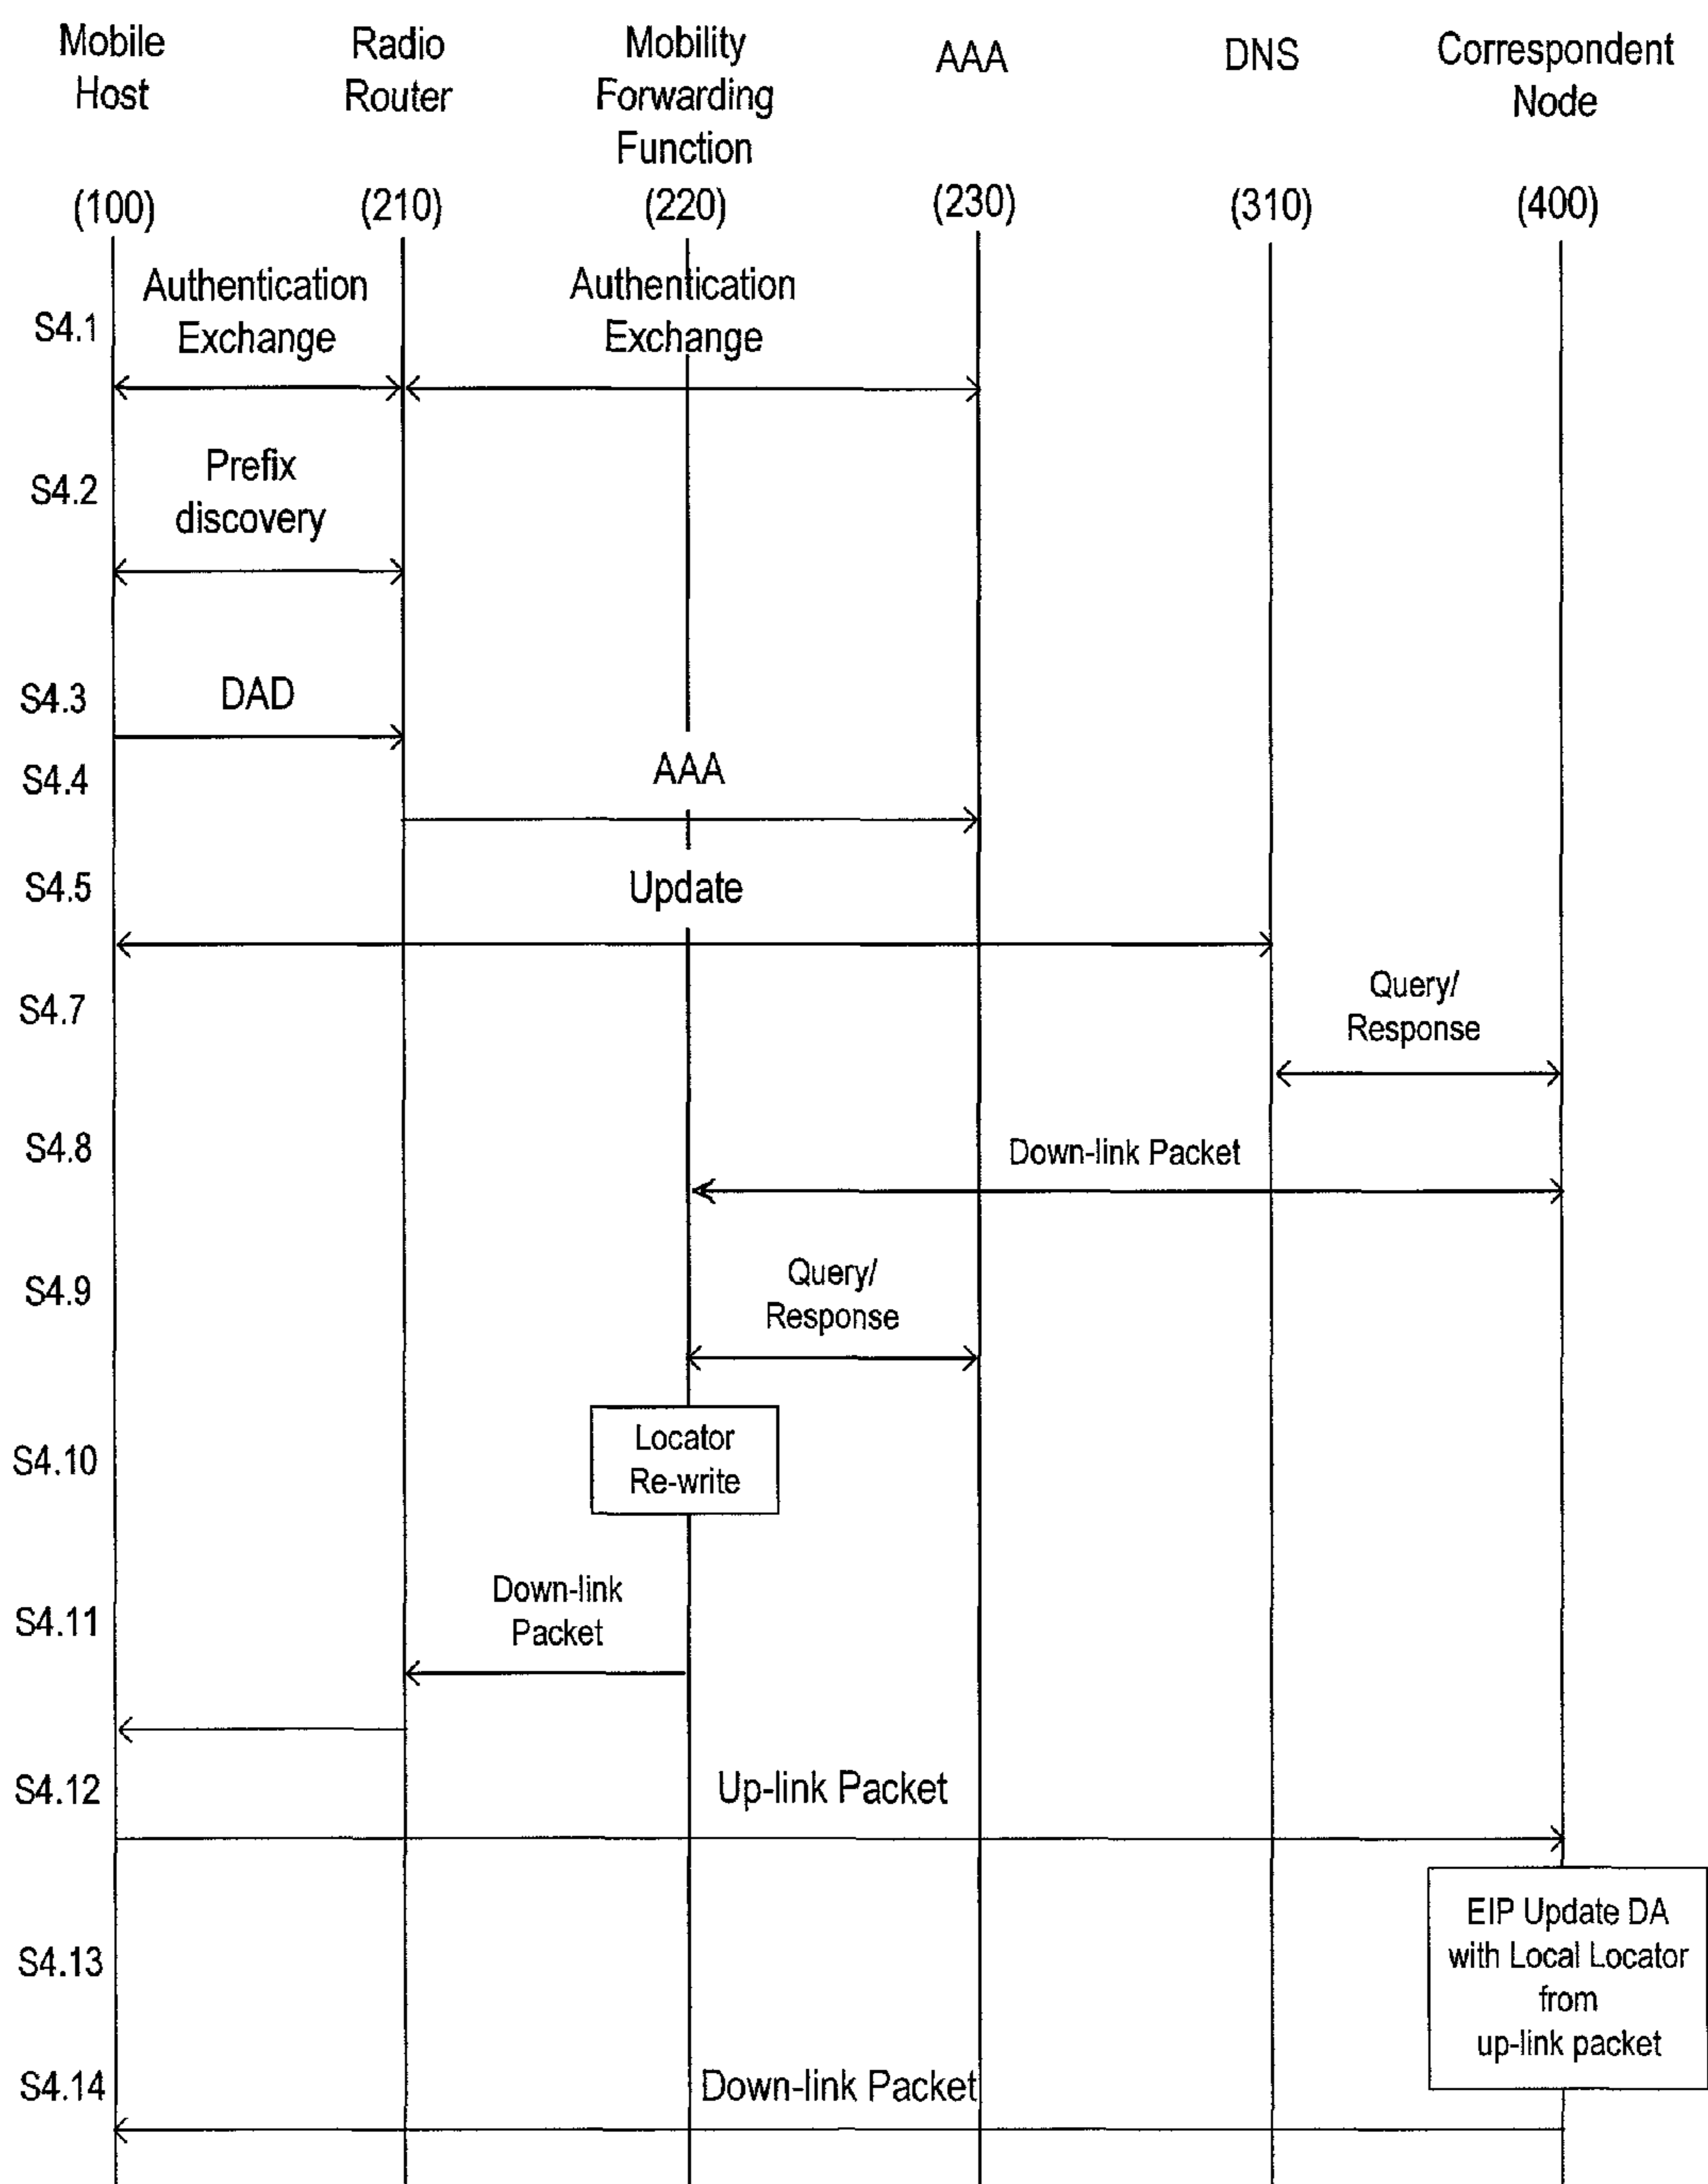 Mobile
Host
Radio
Router
Mobility
Forwarding
Function
AAA
DNS
Correspondent
Node
(100)
(210)
(220)
(230)
(310)
(400)
S4.1
Authentication
Exchange
Authentication
Exchange
S4.2
Prefix
discovery
S4.3
DAD
S4.4
AAA
S4.5
Update
S4.7
Query/
Response
S4.8
Down-link Packet
S4.9
Query/
Response
S4.10
Locator
Re-write
S4.11
Down-link
Packet
S4.12
Up-link Packet
S4.13
EIP Update DA
with Local Locator
from
up-link packet
S4.14
Down-link Packet